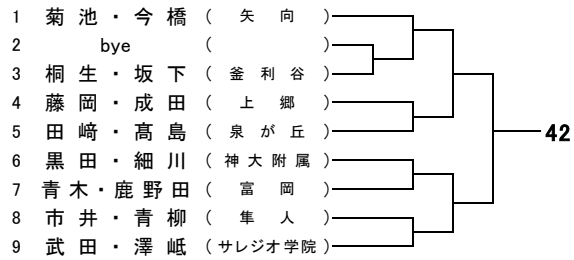 1 菊池・今橋 ( 矢向 )
2 bye ( )
3 桐生・坂下 ( 釜利谷 )
4 藤岡・成田 ( 上郷 )
5 田﨑・髙島 ( 泉が丘 )
6 黒田・細川 ( 神大附属 )
7 青木・鹿野田 ( 富岡 )
8 市井・青柳 ( 隼人 )
9 武田・澤岻 ( サレジオ学院 )
42